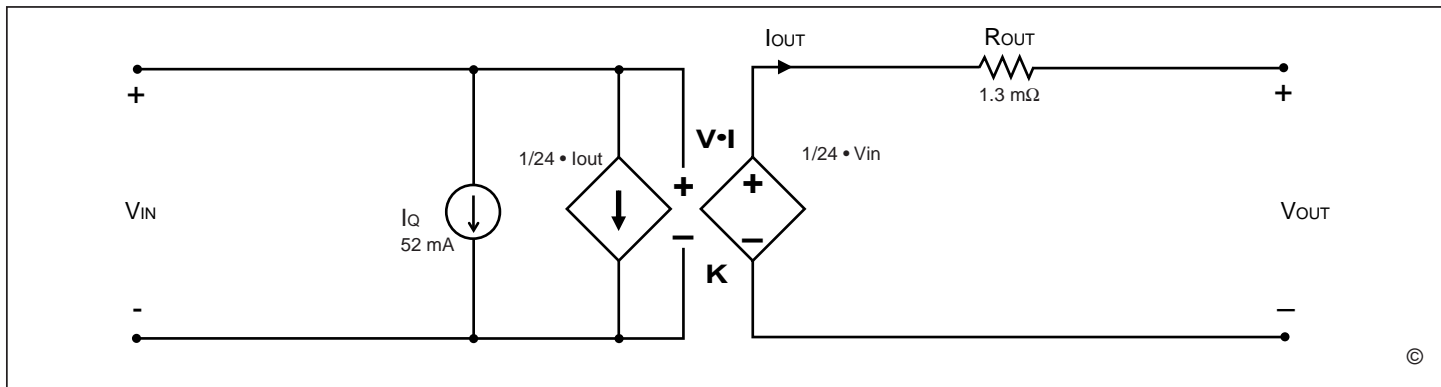 IOUT
ROUT
1.3 mΩ
+
+
V•I
1/24 • Iout
1/24 • Vin
+
+
VIN
IQ
52 mA
VOUT
–
–
K
-
–
©